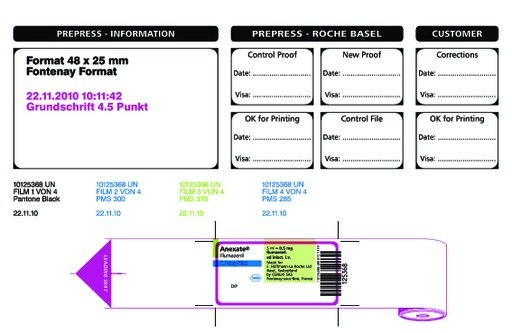 PREPRESS - INFORMATION
PREPRESS - ROCHE BASEL
CUSTOMER
Format 48 x 25 mm
Fontenay Format
22.11.2010 10:11:42
Grundschrift 4.5 Punkt
Control Proof
Date: ........................
Visa: ........................
New Proof
Date: ........................
Visa: ........................
Corrections
Date: ........................
Visa: ........................
OK for Printing
Date: ........................
Visa: ........................
Control File
Date: ........................
Visa: ........................
OK for Printing
Date: ........................
Visa: ........................
10125368 UN
FILM 1 VON 4
Pantone Black
22.11.10
10125368 UN
FILM 2 VON 4
PMS 300
22.11.10
10125368 UN
FILM 3 VON 4
PMS 376
22.11.10
10125368 UN
FILM 4 VON 4
PMS 285
22.11.10
LEADING WAY
Anexate®
Flumazenil
EXP
Roche
5 ml = 0,5 mg
flumazenil
ad inject. i.v.
Made for
F. Hoffmann-La Roche Ltd
Basel, Switzerland
by Cenexi SAS
Fontenay-sous-Bois, France
125368